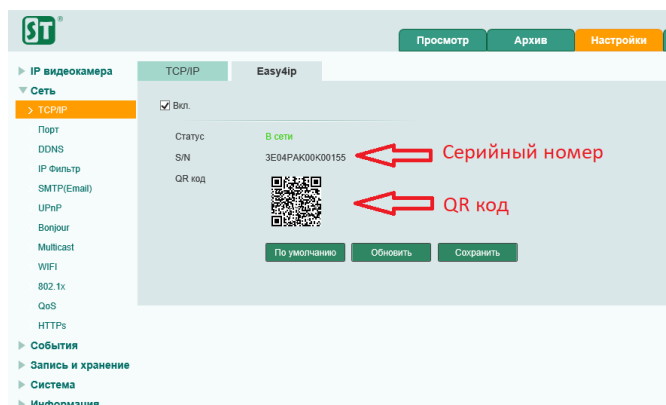 ST®
Просмотр Архив Настройки
IP видеокамера
Сеть
> TCP/IP
Порт
DDNS
IP Фильтр
SMTP(Email)
UPnP
Bonjour
Multicast
WIFI
802.1x
QoS
HTTPs
События
Запись и хранение
Система
Информация
TCP/IP Easy4ip
Вкл.
Статус В сети
S/N 3E04PAK00K00155 Серийный номер
QR код QR код
По умолчанию Обновить Сохранить